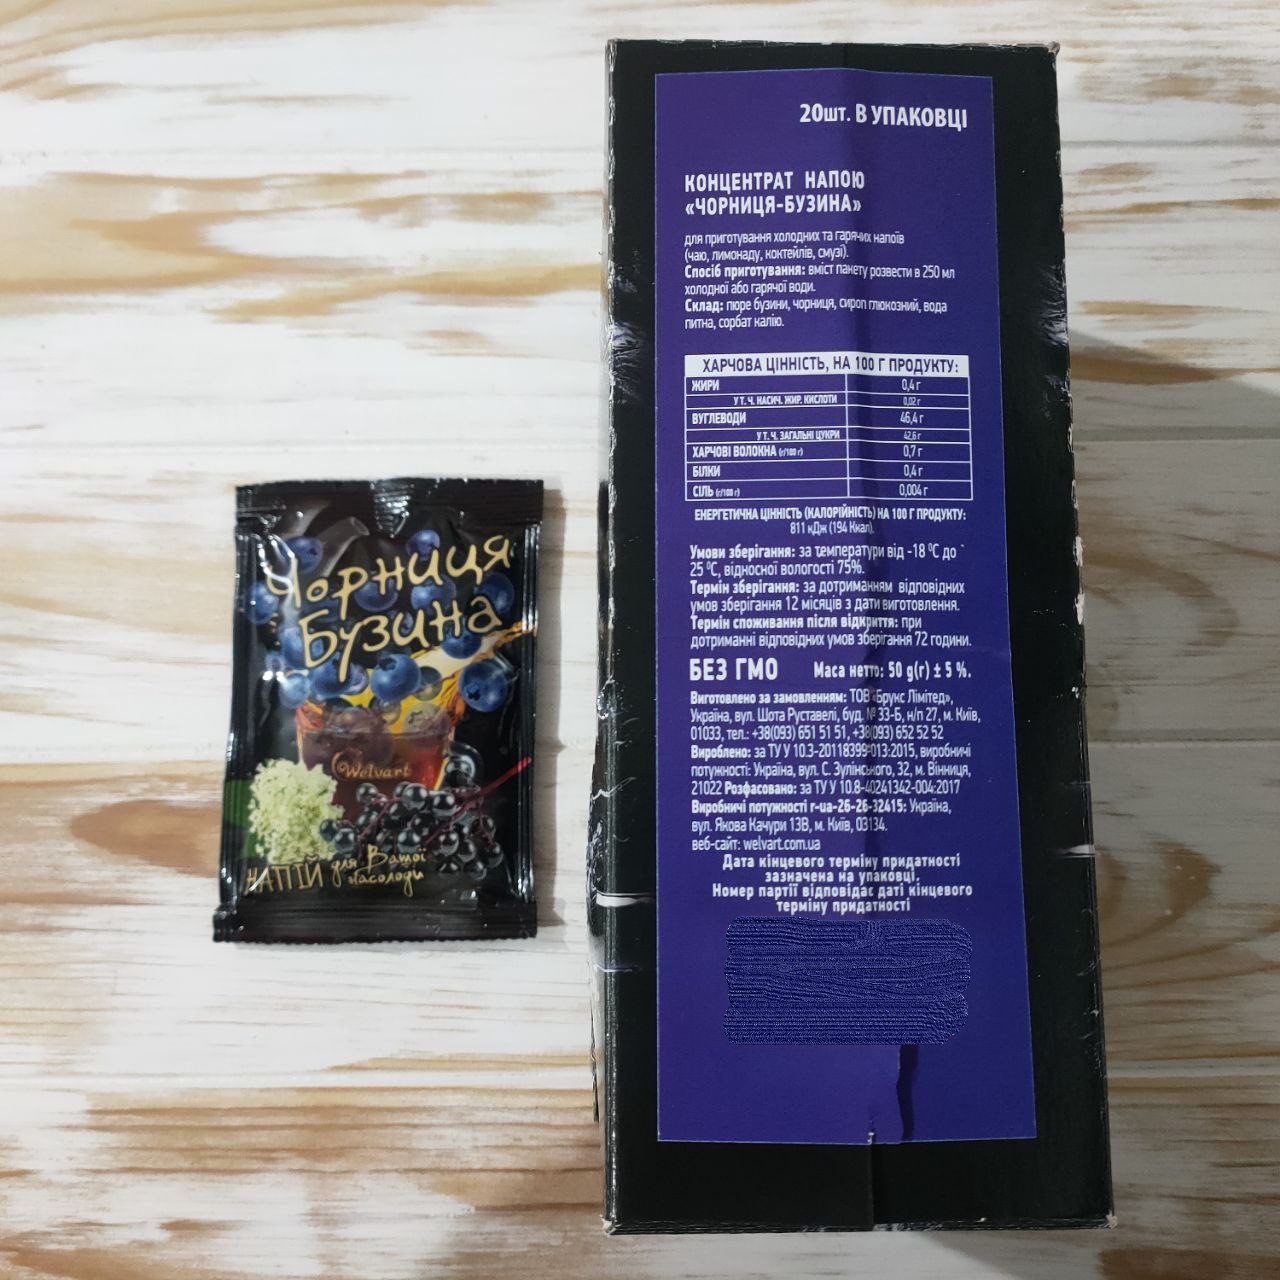 Чорниця
Бузина
Welvart
НАПІЙ для Вашої
насолоди
20шт. В УПАКОВЦІ
КОНЦЕНТРАТ НАПОЮ
«ЧОРНИЦЯ-БУЗИНА»
для приготування холодних та гарячих напоїв
(чаю, лимонаду, коктейлів, смузі).
Спосіб приготування: вміст пакету розвести в 250 мл
холодної або гарячої води.
Склад: пюре бузини, чорниця, сироп глюкозний, вода
питна, сорбат калію.
ХАРЧОВА ЦІННІСТЬ, НА 100 Г ПРОДУКТУ:
ЖИРИ 0,4 г
У Т. Ч. НАСИЧ. ЖИР. КИСЛОТИ 0,02 г
ВУГЛЕВОДИ 46,4 г
У Т. Ч. ЗАГАЛЬНІ ЦУКРИ 42,6 г
ХАРЧОВІ ВОЛОКНА (г/100 г) 0,7 г
БІЛКИ 0,4 г
СІЛЬ (г/100 г) 0,004 г
ЕНЕРГЕТИЧНА ЦІННІСТЬ (КАЛОРІЙНІСТЬ) НА 100 Г ПРОДУКТУ:
811 кДж (194 Ккал).
Умови зберігання: за температури від -18 °С до
25 °С, відносної вологості 75%.
Термін зберігання: за дотриманням відповідних
умов зберігання 12 місяців з дати виготовлення.
Термін споживання після відкриття: при
дотриманні відповідних умов зберігання 72 години.
БЕЗ ГМО Маса нетто: 50 g(г) ± 5 %.
Виготовлено за замовленням: ТОВ «Брукс Лімітед»,
Україна, вул. Шота Руставелі, буд. № 33-Б, н/п 27, м. Київ,
01033, тел.: +38(093) 651 51 51, +38(093) 652 52 52
Вироблено: за ТУ У 10.3-20118399-013:2015, виробничі
потужності: Україна, вул. С. Зулінського, 32, м. Вінниця,
21022 Розфасовано: за ТУ У 10.8-40241342-004:2017
Виробничі потужності r-ua-26-26-32415: Україна,
вул. Якова Качури 13В, м. Київ, 03134.
веб-сайт: welvart.com.ua
Дата кінцевого терміну придатності
зазначена на упаковці.
Номер партії відповідає даті кінцевого
терміну придатності